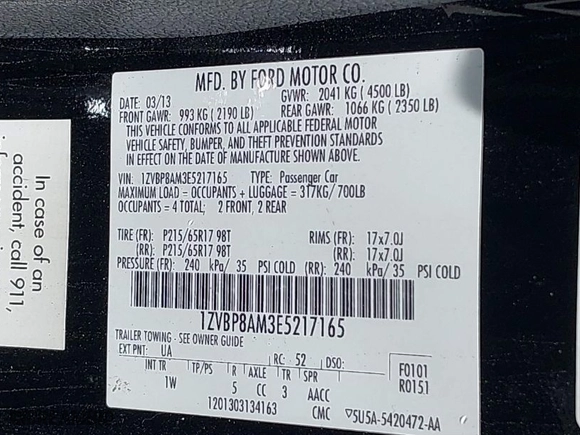 MFD. BY FORD MOTOR CO.
DATE: 03/13 GVWR: 2041 KG ( 4500 LB)
FRONT GAWR: 993 KG ( 2190 LB) REAR GAWR: 1066 KG ( 2350 LB)
THIS VEHICLE CONFORMS TO ALL APPLICABLE FEDERAL MOTOR
VEHICLE SAFETY, BUMPER, AND THEFT PREVENTION STANDARDS
IN EFFECT ON THE DATE OF MANUFACTURE SHOWN ABOVE.
VIN: 1ZVBP8AM3E5217165 TYPE: Passenger Car
MAXIMUM LOAD = OCCUPANTS + LUGGAGE = 317KG/ 700LB
OCCUPANTS = 4 TOTAL; 2 FRONT, 2 REAR
TIRE (FR): P215/65R17 98T RIMS (FR): 17x7.0J
(RR): P215/65R17 98T (RR): 17x7.0J
PRESSURE (FR): 240 kPa/ 35 PSI COLD (RR): 240 kPa/ 35 PSI COLD
1ZVBP8AM3E5217165
TRAILER TOWING - SEE OWNER GUIDE
EXT PNT: UA RC: 52 DSO: F0101
INT TR TP/PS R AXLE TR SPR R0151
1W 5 CC 3 AACC
1201303134163 CMC 5U5A-5420472-AA
In case of an
accident, call 911,